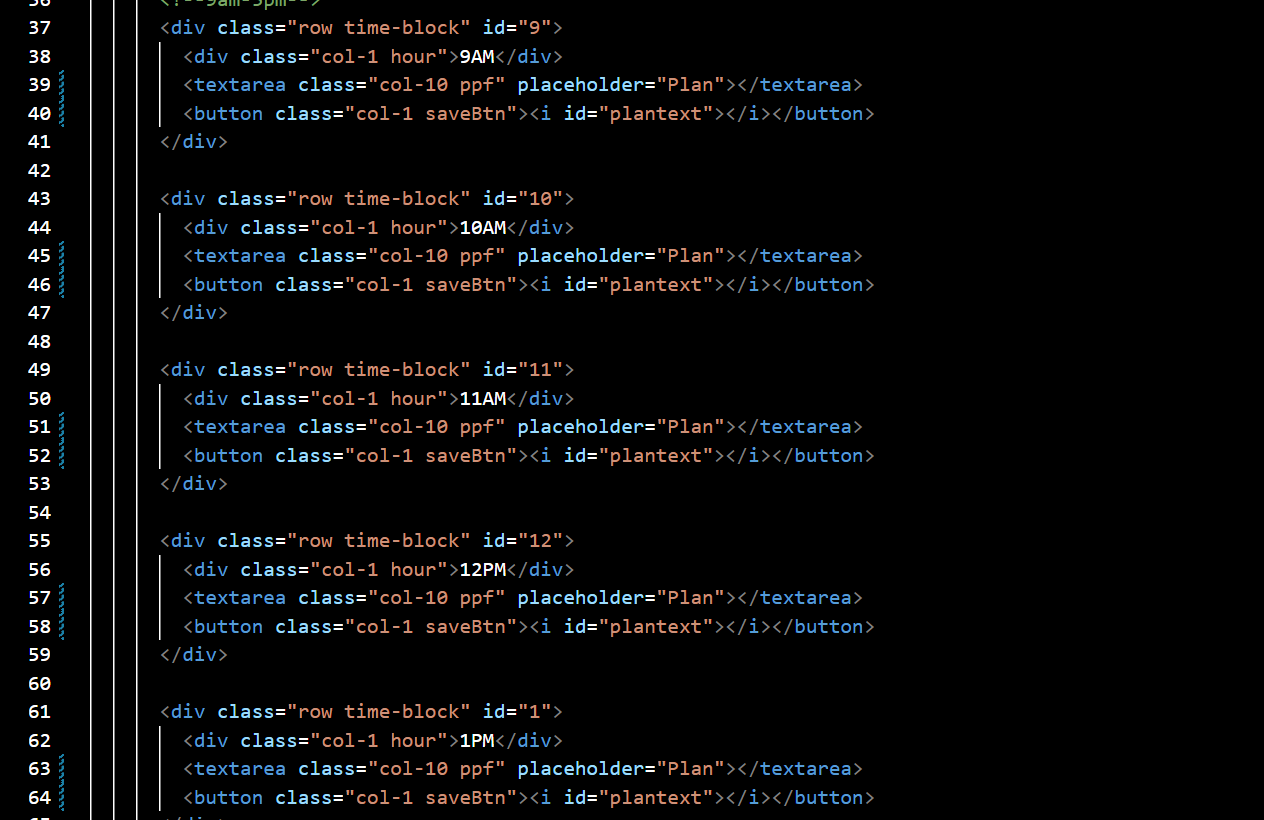 36 <!--9am-5pm-->
37 <div class="row time-block" id="9">
38 <div class="col-1 hour">9AM</div>
39 <textarea class="col-10 ppf" placeholder="Plan"></textarea>
40 <button class="col-1 saveBtn"><i id="plantext"></i></button>
41 </div>
42
43 <div class="row time-block" id="10">
44 <div class="col-1 hour">10AM</div>
45 <textarea class="col-10 ppf" placeholder="Plan"></textarea>
46 <button class="col-1 saveBtn"><i id="plantext"></i></button>
47 </div>
48
49 <div class="row time-block" id="11">
50 <div class="col-1 hour">11AM</div>
51 <textarea class="col-10 ppf" placeholder="Plan"></textarea>
52 <button class="col-1 saveBtn"><i id="plantext"></i></button>
53 </div>
54
55 <div class="row time-block" id="12">
56 <div class="col-1 hour">12PM</div>
57 <textarea class="col-10 ppf" placeholder="Plan"></textarea>
58 <button class="col-1 saveBtn"><i id="plantext"></i></button>
59 </div>
60
61 <div class="row time-block" id="1">
62 <div class="col-1 hour">1PM</div>
63 <textarea class="col-10 ppf" placeholder="Plan"></textarea>
64 <button class="col-1 saveBtn"><i id="plantext"></i></button>